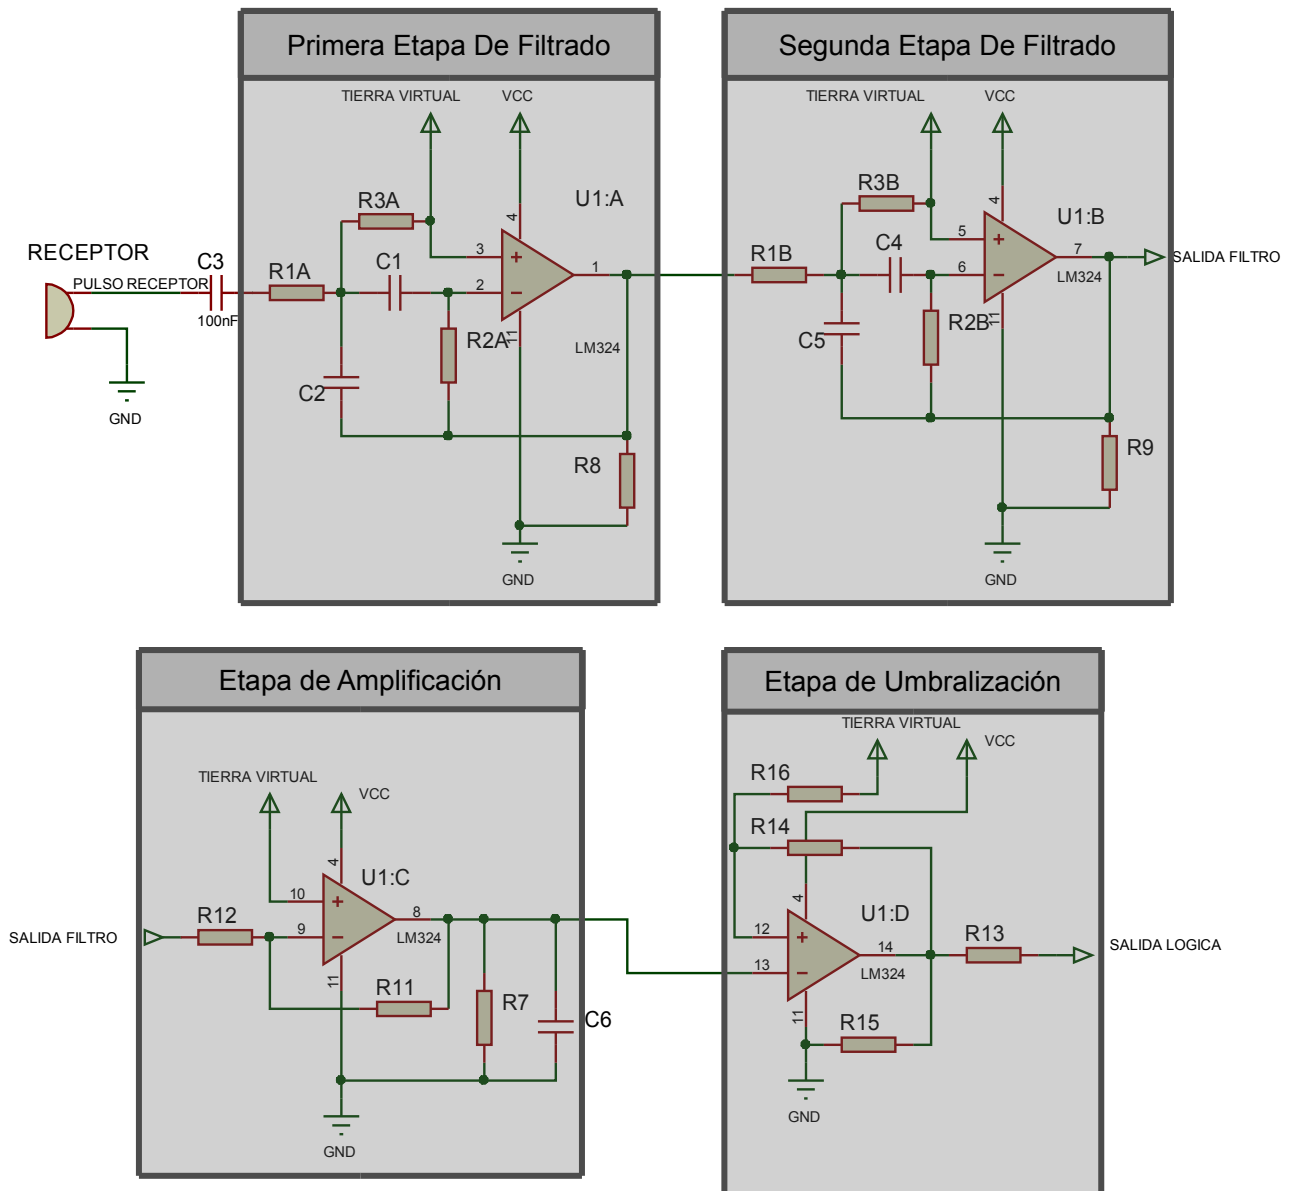 Primera Etapa De Filtrado
TIERRA VIRTUAL
VCC
R3A
U1:A
4
RECEPTOR
PULSO RECEPTOR
C3
100nF
R1A
C1
3
2
1
11
R2A
LM324
C2
R8
GND
GND
Segunda Etapa De Filtrado
TIERRA VIRTUAL
VCC
R3B
U1:B
4
R1B
C4
5
6
7
LM324
SALIDA FILTRO
11
R2B
C5
R9
GND
Etapa de Amplificación
TIERRA VIRTUAL
VCC
4
U1:C
SALIDA FILTRO
R12
10
9
8
LM324
11
R11
R7
C6
GND
Etapa de Umbralización
TIERRA VIRTUAL
VCC
R16
R14
4
U1:D
12
13
14
LM324
R13
SALIDA LOGICA
11
R15
GND